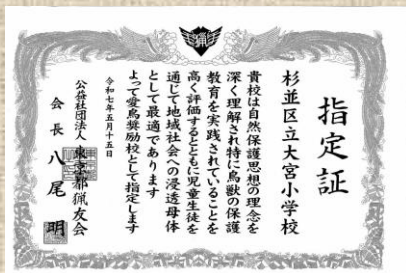 猟
指定証
杉並区立大宮小学校
貴校は自然保護思想の理念を
深く理解され特に鳥獣の保護
教育を実践されていることを
高く評価するとともに児童生徒を
通じて地域社会への浸透母体
として最適であります
よって愛鳥奨励校として指定します
令和七年五月十五日
公益社団法人 東京都猟友会
会長 八尾 明